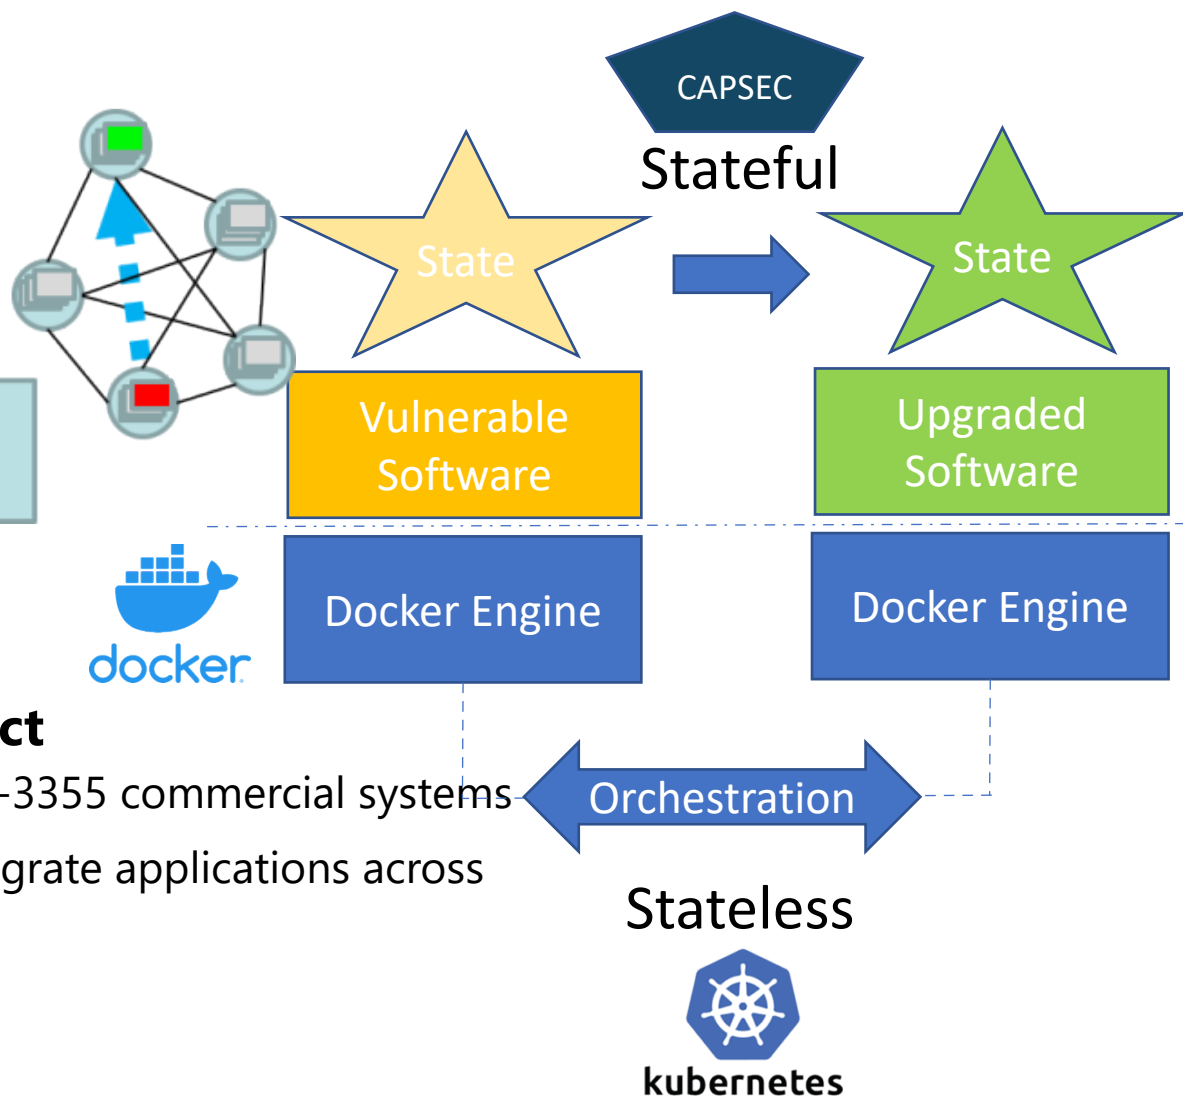 CAPSEC
Stateful
State
State
Vulnerable
Software
Upgraded
Software
Docker Engine
Docker Engine
docker
ct
-3355 commercial systems
Orchestration
grate applications across
Stateless
kubernetes